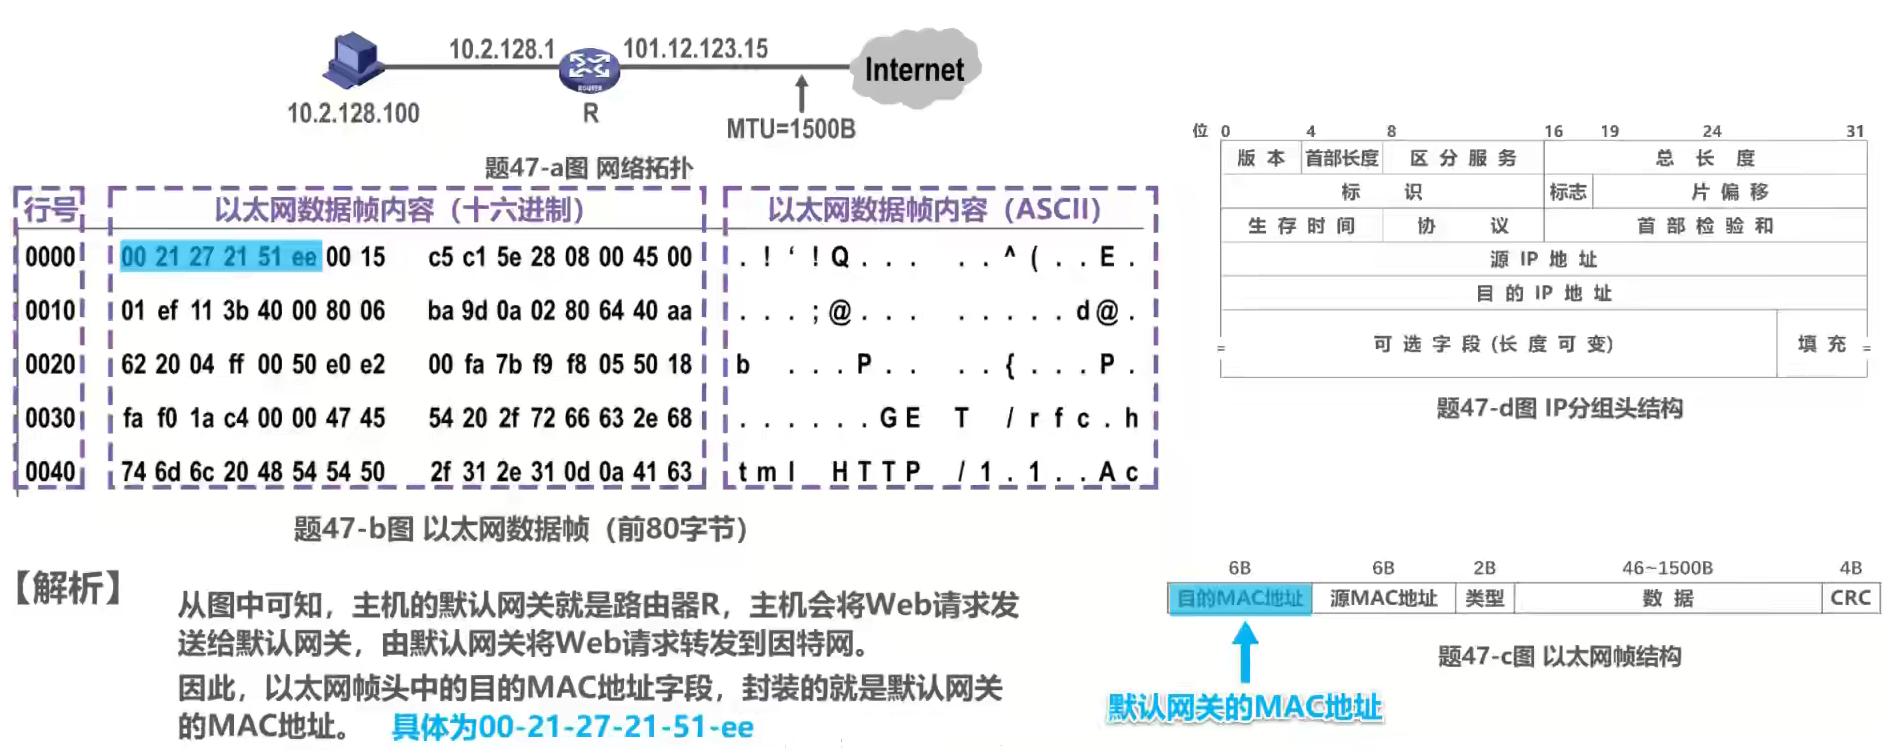 10.2.128.1
101.12.123.15
Internet
ROUTER
10.2.128.100
R
MTU=1500B
题47-a图 网络拓扑
行号 以太网数据帧内容（十六进制） 以太网数据帧内容（ASCII）
0000 00 21 27 21 51 ee 00 15 c5 c1 5e 28 08 00 45 00 . ! ‘ ! Q . . . . . ^ ( . . E .
0010 01 ef 11 3b 40 00 80 06 ba 9d 0a 02 80 64 40 aa . . . ; @ . . . . . . . . d @ .
0020 62 20 04 ff 00 50 e0 e2 00 fa 7b f9 f8 05 50 18 b . . . P . . . . { . . . P .
0030 fa f0 1a c4 00 00 47 45 54 20 2f 72 66 63 2e 68 . . . . . . G E T / r f c . h
0040 74 6d 6c 20 48 54 54 50 2f 31 2e 31 0d 0a 41 63 t m l H T T P / 1 . 1 . . A c
题47-b图 以太网数据帧（前80字节）
位 0 4 8 16 19 24 31
版 本 首部长度 区 分 服 务 总 长 度
标 识 标志 片 偏 移
生 存 时 间 协 议 首 部 检 验 和
源 IP 地 址
目 的 IP 地 址
可 选 字 段 (长 度 可 变) 填 充
题47-d图 IP分组头结构
6B 6B 2B 46~1500B 4B
目的MAC地址 源MAC地址 类型 数 据 CRC
题47-c图 以太网帧结构
默认网关的MAC地址
【解析】
从图中可知，主机的默认网关就是路由器R，主机会将Web请求发
送给默认网关，由默认网关将Web请求转发到因特网。
因此，以太网帧头中的目的MAC地址字段，封装的就是默认网关
的MAC地址。 具体为00-21-27-21-51-ee